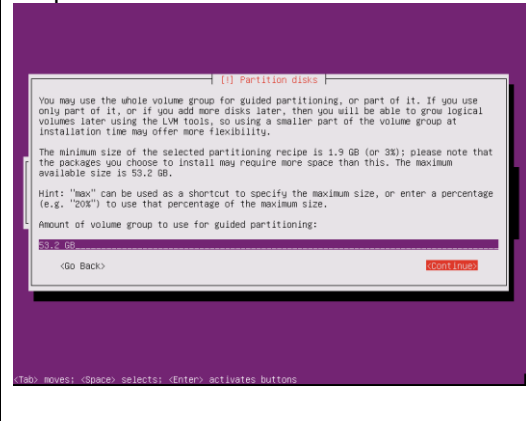 [!] Partition disks
You may use the whole volume group for guided partitioning, or part of it. If you use
only part of it, or if you add more disks later, then you will be able to grow logical
volumes later using the LVM tools, so using a smaller part of the volume group at
installation time may offer more flexibility.
The minimum size of the selected partitioning recipe is 1.9 GB (or 3%); please note that
the packages you choose to install may require more space than this. The maximum
available size is 53.2 GB.
Hint: "max" can be used as a shortcut to specify the maximum size, or enter a percentage
(e.g. "20%") to use that percentage of the maximum size.
Amount of volume group to use for guided partitioning:
53.2 GB
<Go Back> <Continue>
<Tab> moves; <Space> selects; <Enter> activates buttons